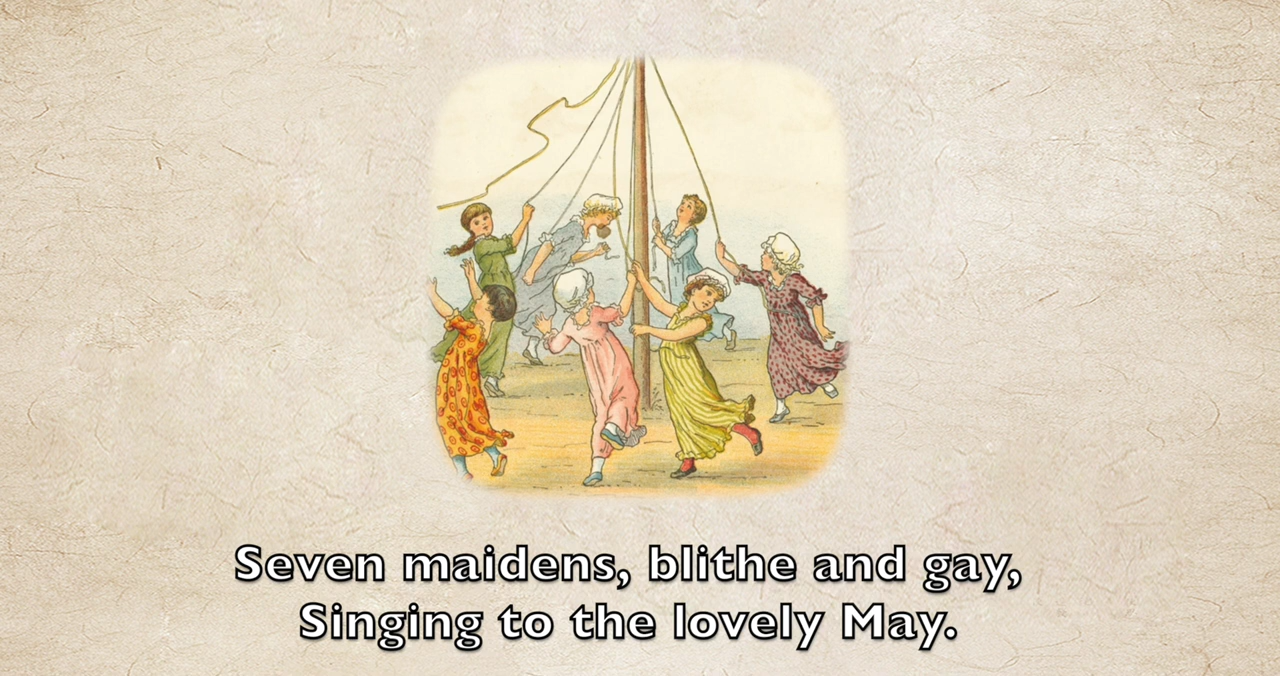 Seven maidens, blithe and gay,
Singing to the lovely May.